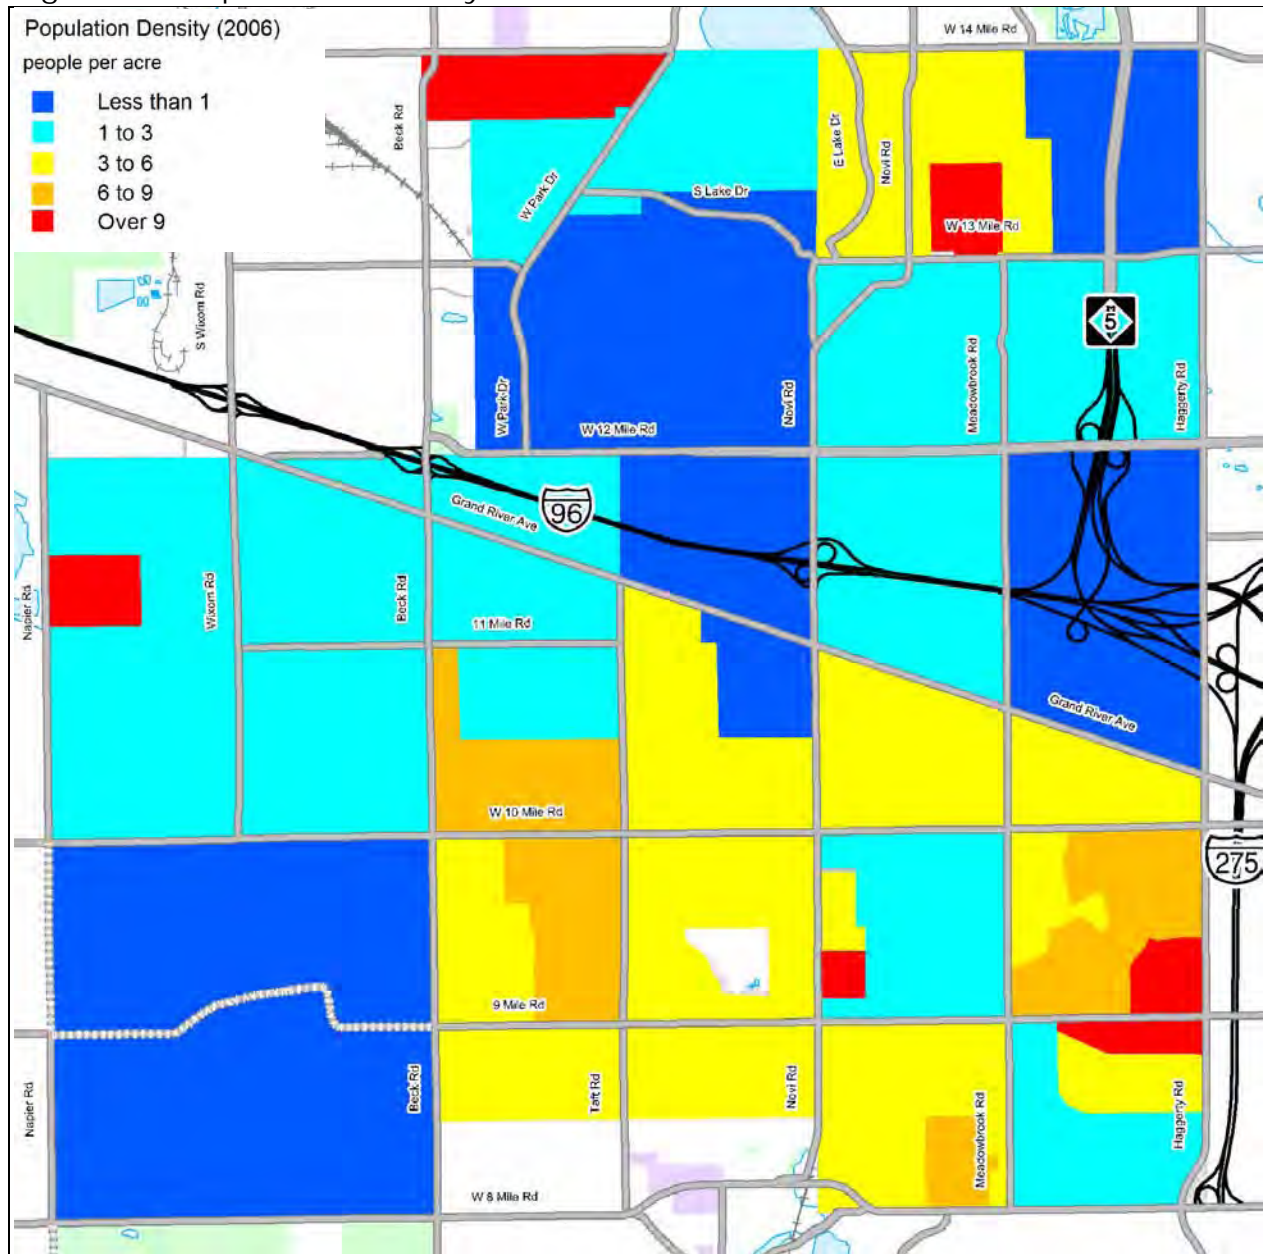 Population Density (2006)
people per acre
Less than 1
1 to 3
3 to 6
6 to 9
Over 9
W 14 Mile Rd
Beck Rd
E Lake Dr
Novi Rd
W Park Dr
S Lake Dr
W 13 Mile Rd
S Wixom Rd
M
5
Meadowbrook Rd
Haggerty Rd
W Park Dr
Novi Rd
W 12 Mile Rd
Grand River Ave
96
Napier Rd
Wixom Rd
Beck Rd
11 Mile Rd
Grand River Ave
W 10 Mile Rd
275
9 Mile Rd
Napier Rd
Beck Rd
Taft Rd
Novi Rd
Meadowbrook Rd
Haggerty Rd
W 8 Mile Rd